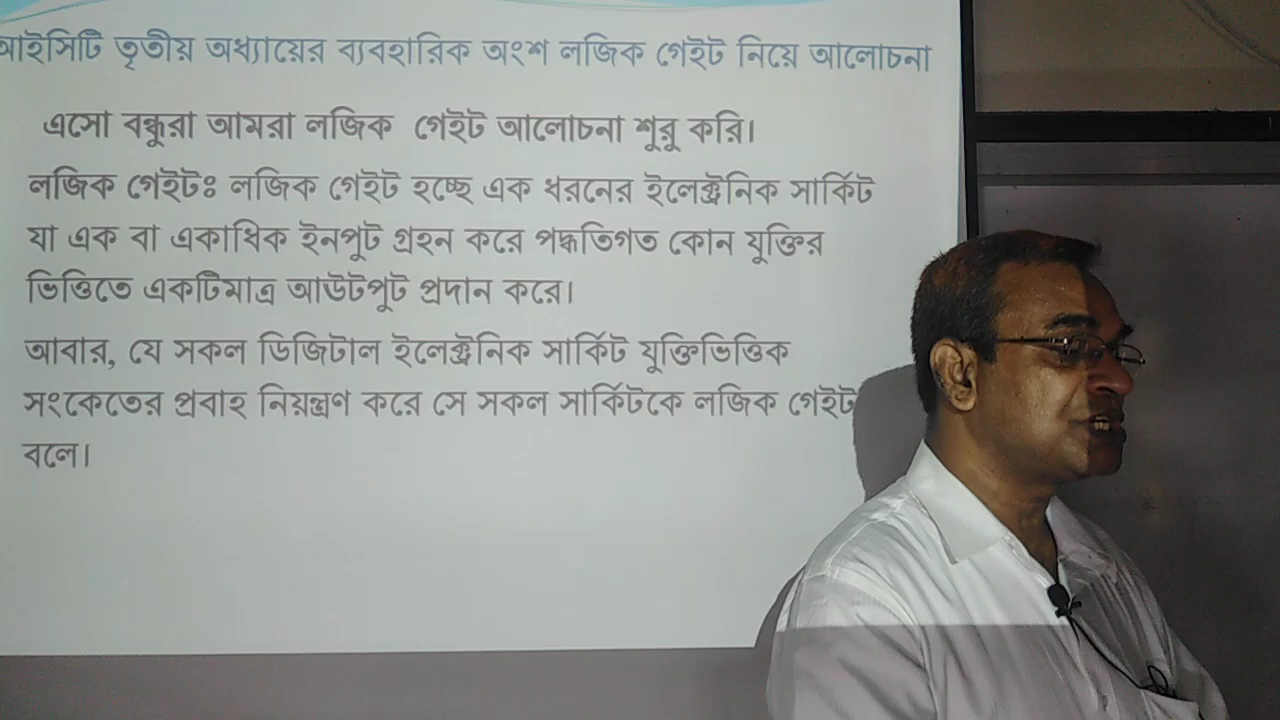 আইসিটি তৃতীয় অধ্যায়ের ব্যবহারিক অংশ লজিক গেইট নিয়ে আলোচনা
এসো বন্ধুরা আমরা লজিক গেইট আলোচনা শুরু করি।
লজিক গেইটঃ লজিক গেইট হচ্ছে এক ধরনের ইলেক্ট্রনিক সার্কিট
যা এক বা একাধিক ইনপুট গ্রহন করে পদ্ধতিগত কোন যুক্তির
ভিত্তিতে একটিমাত্র আউটপুট প্রদান করে।
আবার, যে সকল ডিজিটাল ইলেক্ট্রনিক সার্কিট যুক্তিভিত্তিক
সংকেতের প্রবাহ নিয়ন্ত্রণ করে সে সকল সার্কিটকে লজিক গেইট
বলে।